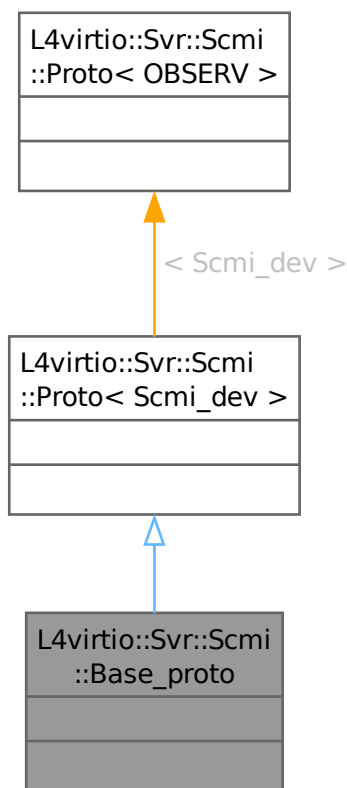 L4virtio::Svr::Scmi
::Proto< OBSERV >
< Scmi_dev >
L4virtio::Svr::Scmi
::Proto< Scmi_dev >
L4virtio::Svr::Scmi
::Base_proto